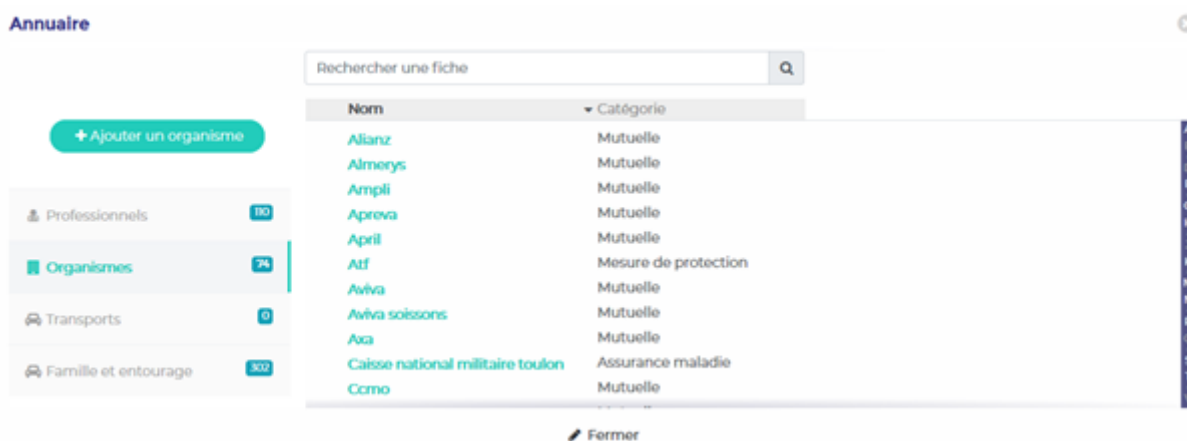 Annuaire
Rechercher une fiche
+ Ajouter un organisme
Professionnels 110
Organismes 74
Transports 0
Famille et entourage 302
Nom Catégorie
Alianz Mutuelle
Almerys Mutuelle
Ampli Mutuelle
Apreva Mutuelle
April Mutuelle
Atf Mesure de protection
Aviva Mutuelle
Aviva soissons Mutuelle
Axa Mutuelle
Caisse national militaire toulon Assurance maladie
Ccmo Mutuelle
Fermer